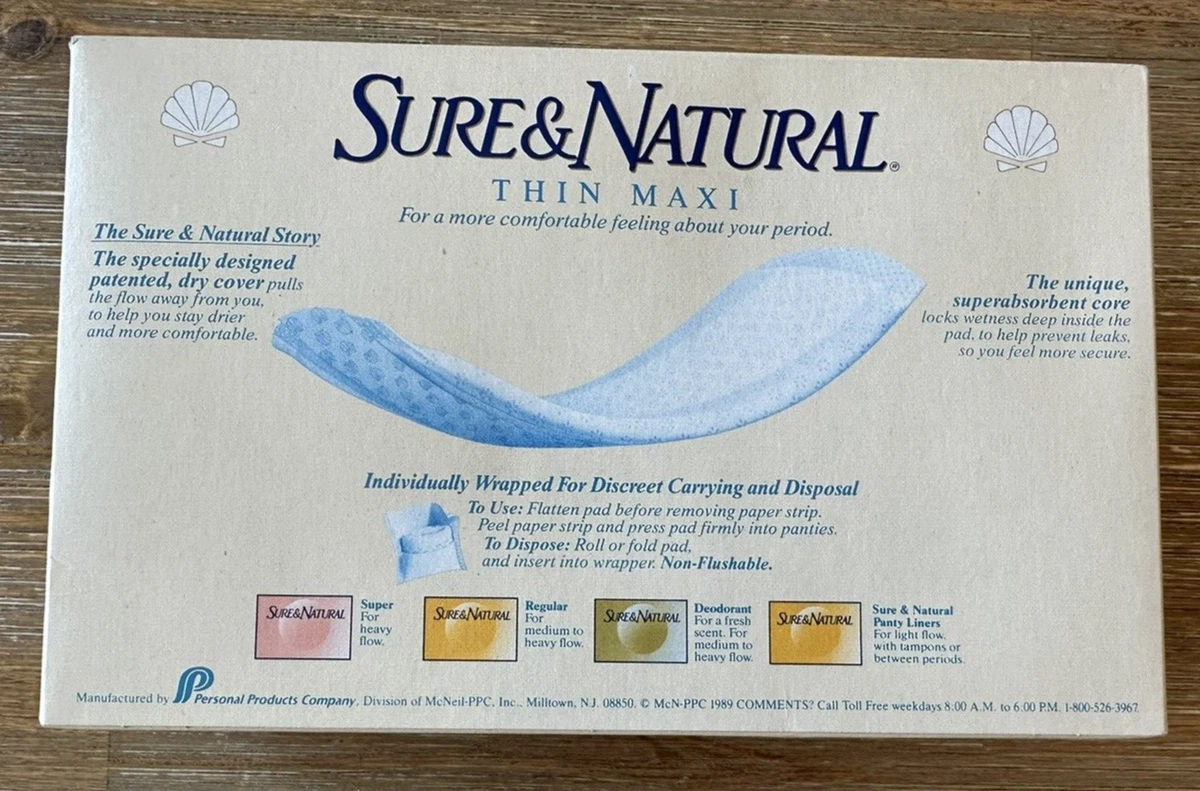 SURE&NATURAL®
THIN MAXI
For a more comfortable feeling about your period.
The Sure & Natural Story
The specially designed
patented, dry cover pulls
the flow away from you,
to help you stay drier
and more comfortable.
The unique,
superabsorbent core
locks wetness deep inside the
pad, to help prevent leaks,
so you feel more secure.
Individually Wrapped For Discreet Carrying and Disposal
To Use: Flatten pad before removing paper strip.
Peel paper strip and press pad firmly into panties.
To Dispose: Roll or fold pad,
and insert into wrapper. Non-Flushable.
SURE&NATURAL
Super
For
heavy
flow.
SURE&NATURAL
Regular
For
medium to
heavy flow.
SURE&NATURAL
Deodorant
For a fresh
scent. For
medium to
heavy flow.
SURE&NATURAL
Sure & Natural
Panty Liners
For light flow,
with tampons or
between periods.
Manufactured by Personal Products Company, Division of McNeil-PPC, Inc., Milltown, N.J. 08850. © McN-PPC 1989 COMMENTS? Call Toll Free weekdays 8:00 A.M. to 6:00 P.M. 1-800-526-3967